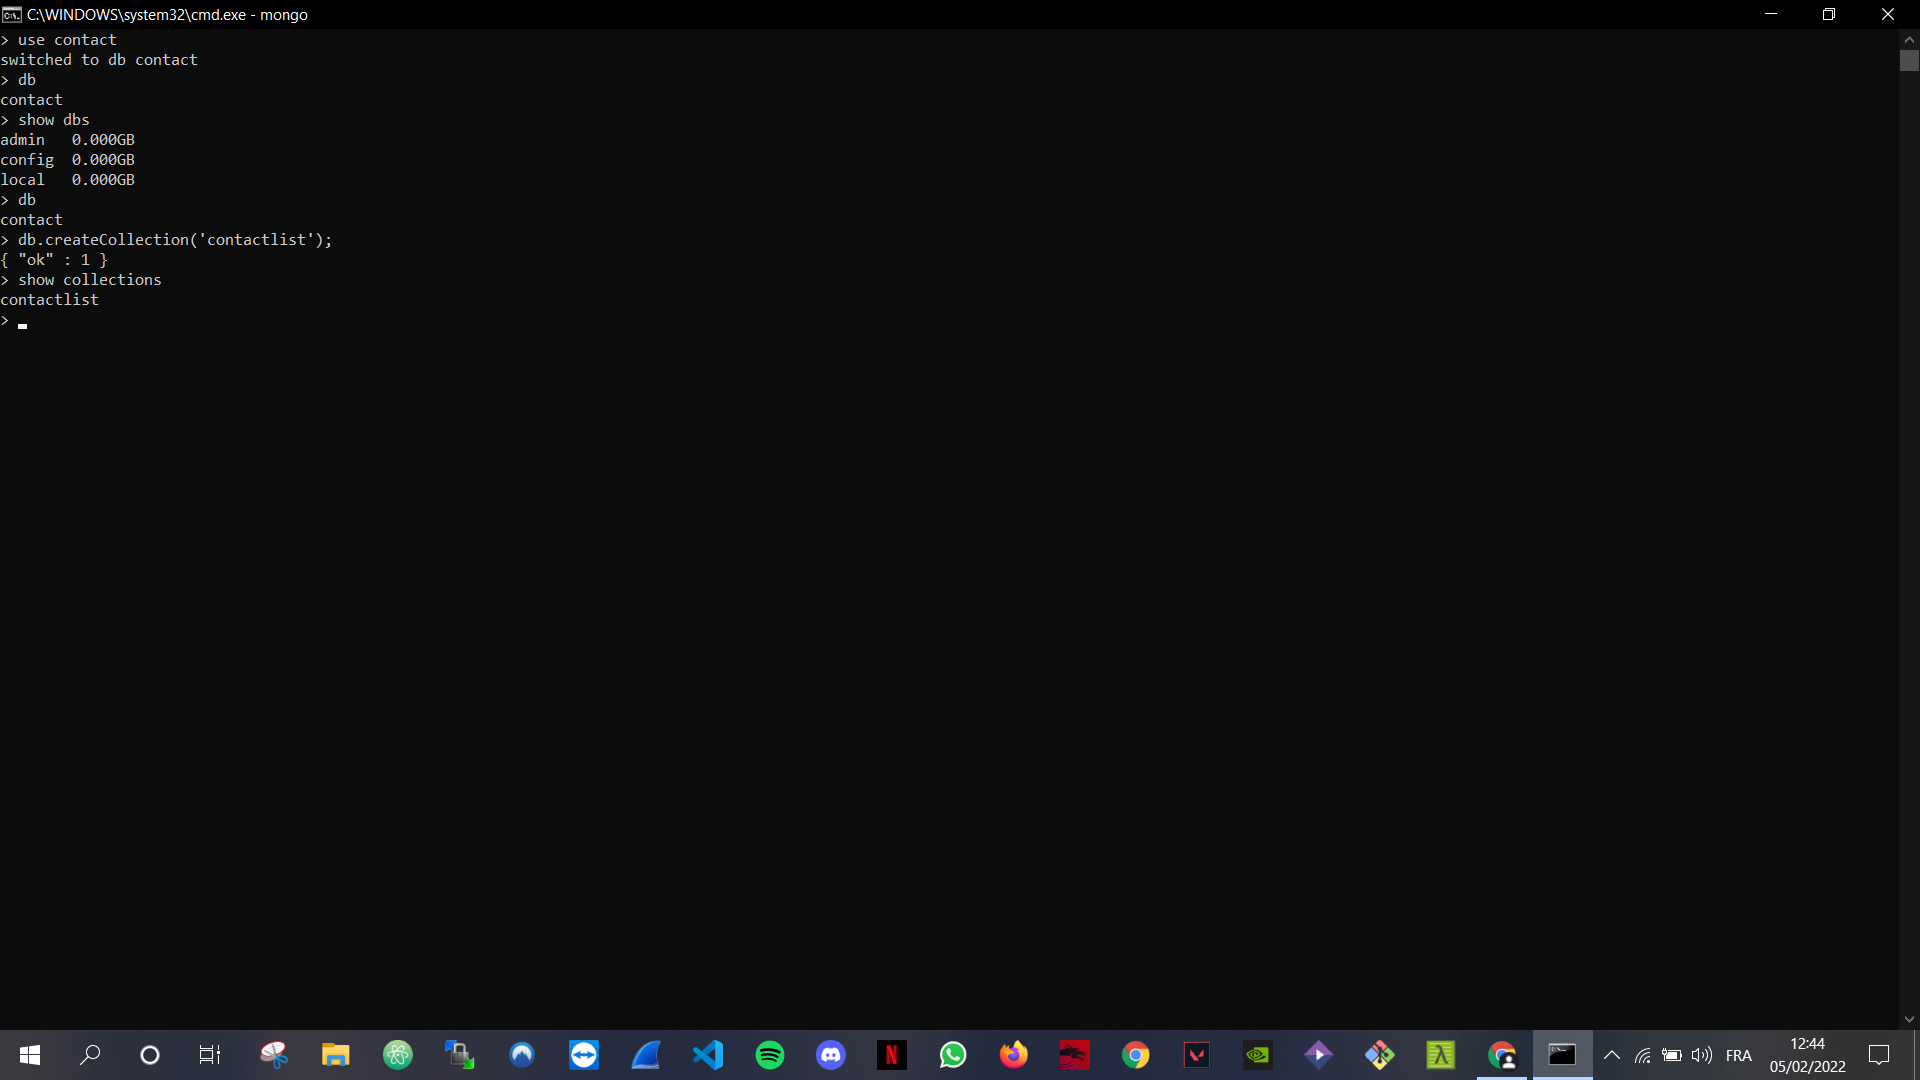 C:\WINDOWS\system32\cmd.exe - mongo
> use contact
switched to db contact
> db
contact
> show dbs
admin   0.000GB
config  0.000GB
local   0.000GB
> db
contact
> db.createCollection('contactlist');
{ "ok" : 1 }
> show collections
contactlist
>
FRA
12:44
05/02/2022